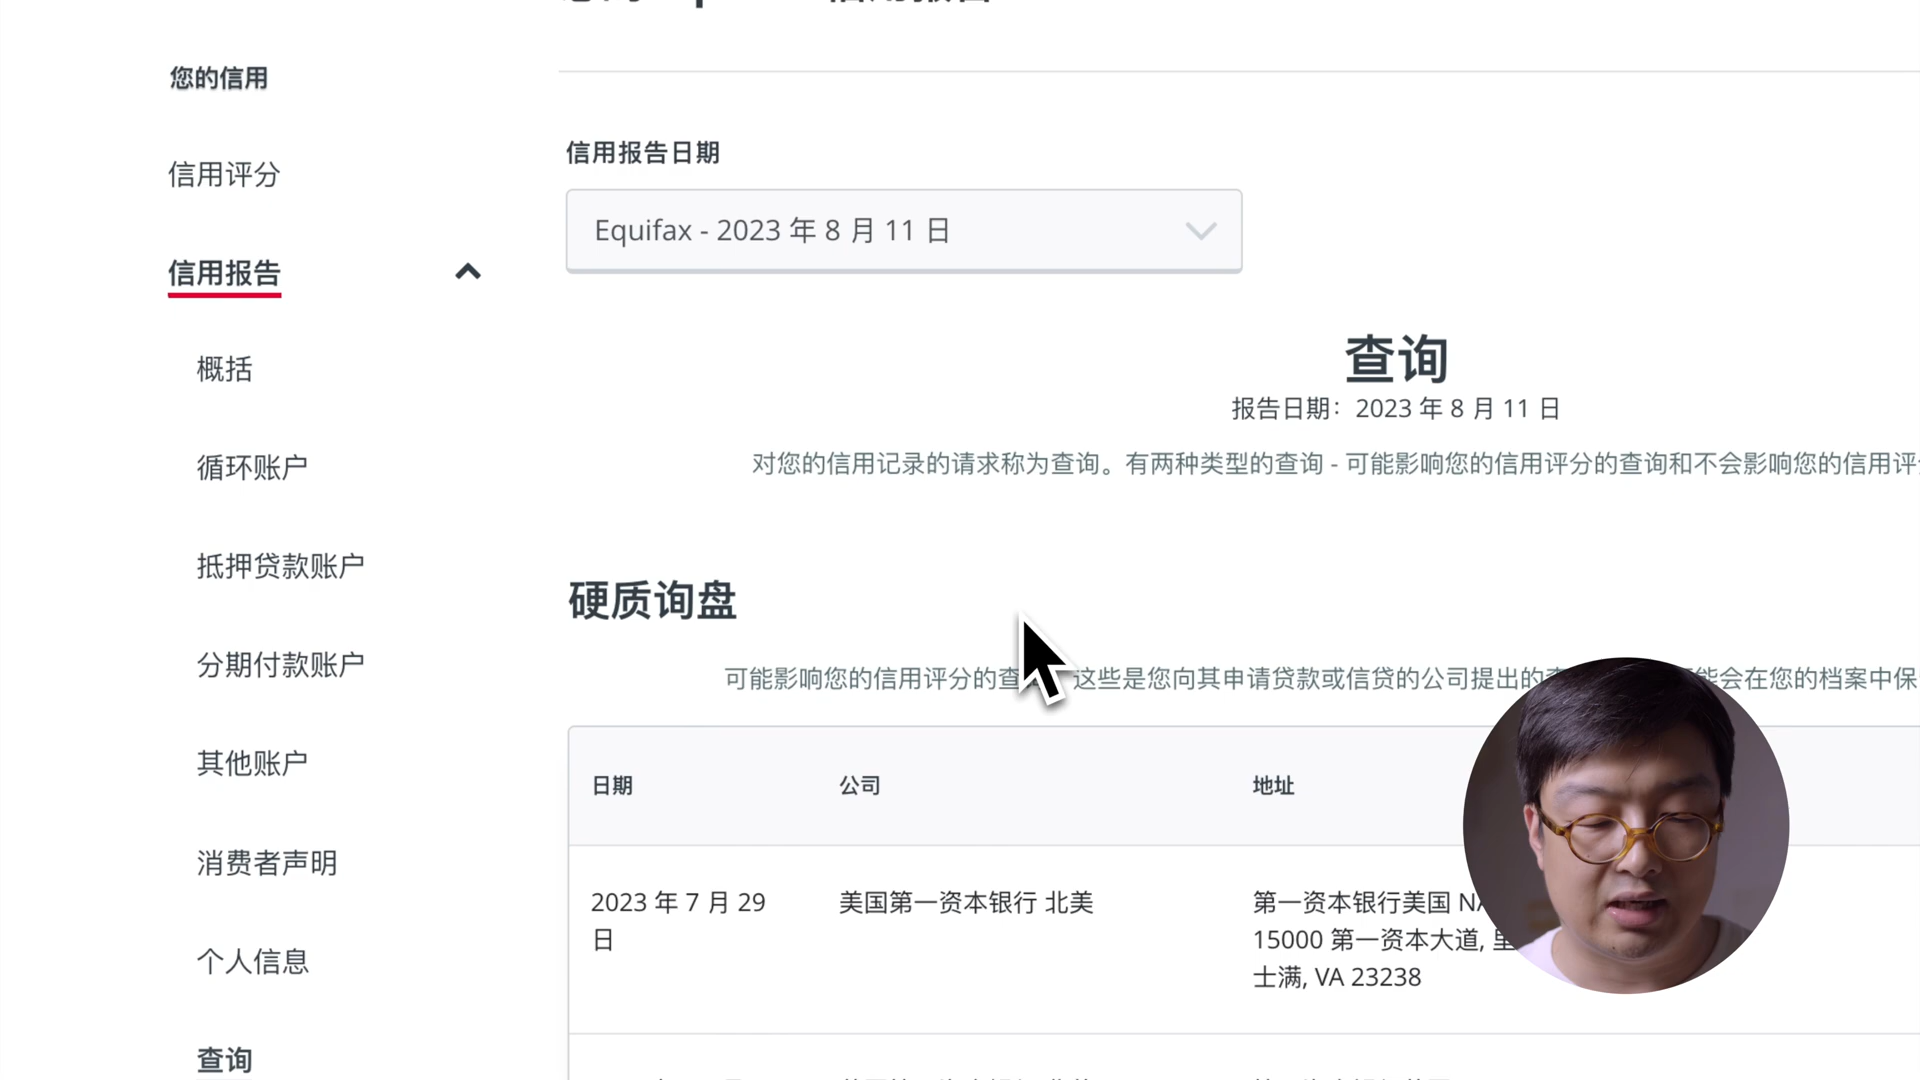 您的信用
信用评分
信用报告
概括
循环账户
抵押贷款账户
分期付款账户
其他账户
消费者声明
个人信息
查询
信用报告日期
Equifax - 2023 年 8 月 11 日
查询
报告日期：2023 年 8 月 11 日
对您的信用记录的请求称为查询。有两种类型的查询 - 可能影响您的信用评分的查询和不会影响您的信用评
硬质询盘
可能影响您的信用评分的 这些是您向其申请贷款或信贷的公司提出的 会在您的档案中保
日期 公司 地址
2023 年 7 月 29
日
美国第一资本银行 北美
第一资本银行美国
15000 第一资本大道,
士满, VA 23238